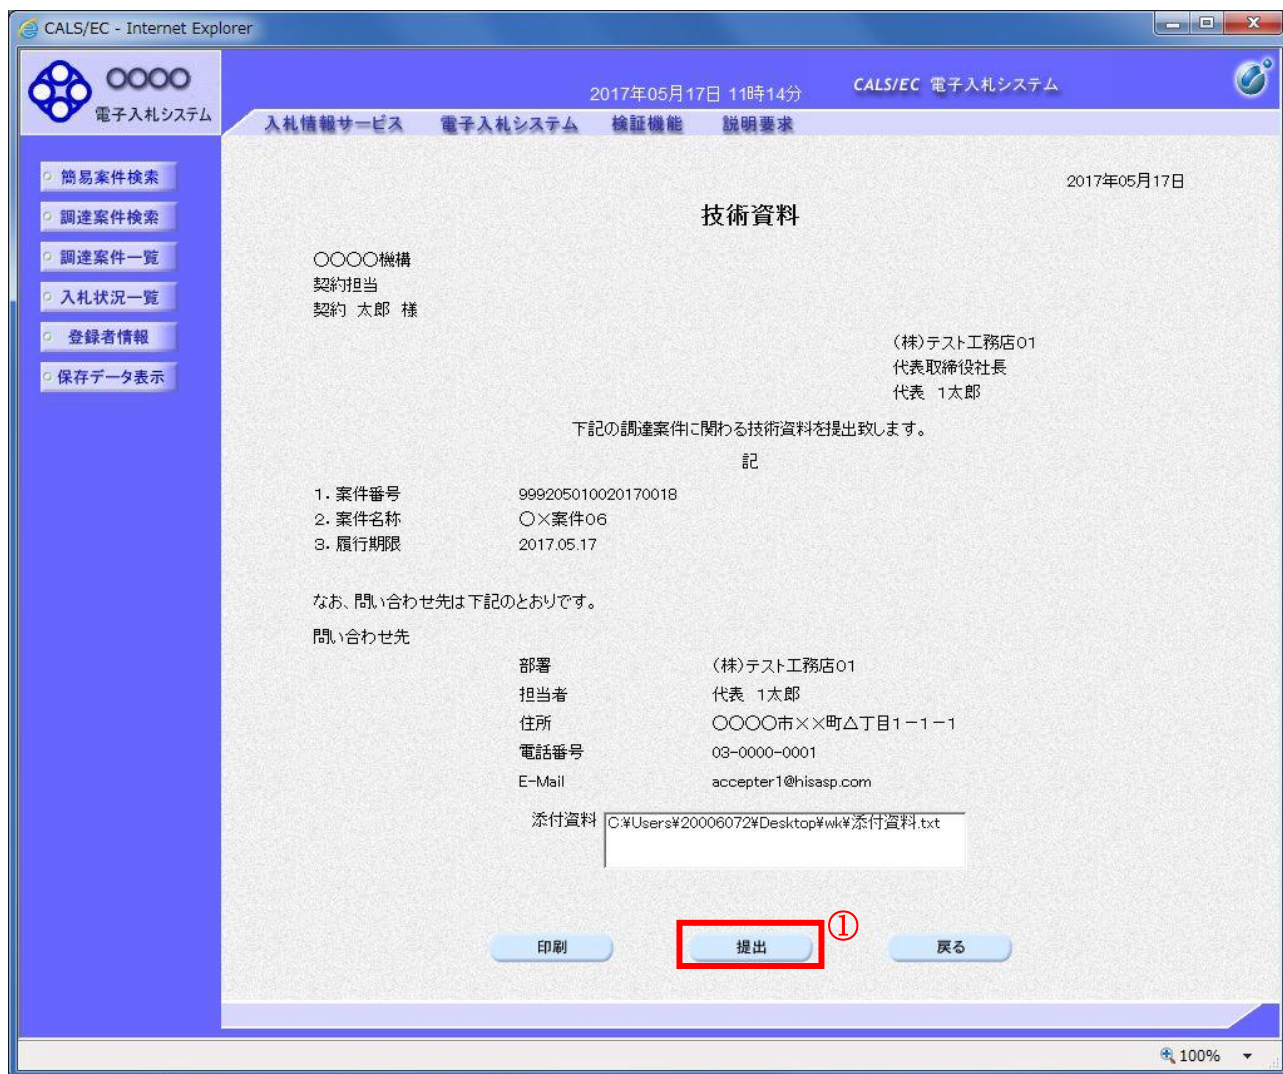 CALS/EC - Internet Explorer
〇〇〇〇
電子入札システム
2017年05月17日 11時14分
CALS/EC 電子入札システム
入札情報サービス 電子入札システム 検証機能 説明要求
簡易案件検索
調達案件検索
調達案件一覧
入札状況一覧
登録者情報
保存データ表示
2017年05月17日
技術資料
〇〇〇〇機構
契約担当
契約 太郎 様
(株)テスト工務店01
代表取締役社長
代表 1太郎
下記の調達案件に関わる技術資料を提出致します。
記
1.案件番号 999205010020170018
2.案件名称 〇×案件06
3.履行期限 2017.05.17
なお、問い合わせ先は下記のとおりです。
問い合わせ先
部署 (株)テスト工務店01
担当者 代表 1太郎
住所 〇〇〇〇市××町△丁目1-1-1
電話番号 03-0000-0001
E-Mail accepter1@hisasp.com
添付資料 C:¥Users¥20006072¥Desktop¥wk¥添付資料.txt
印刷 提出 ① 戻る
100%